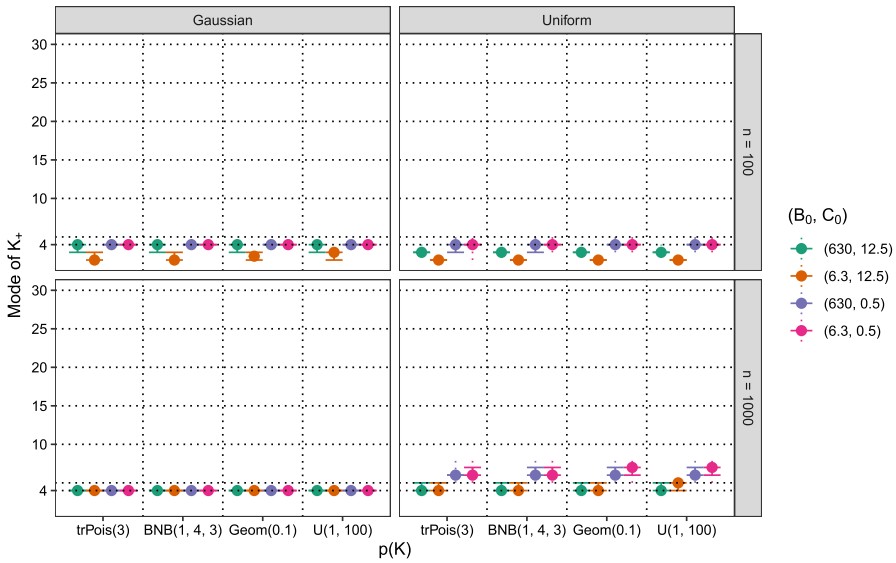 Gaussian
Uniform
30
25
20
15
10
4
n = 100
30
25
20
15
10
4
n = 1000
Mode of K₊
trPois(3)
BNB(1, 4, 3)
Geom(0.1)
U(1, 100)
trPois(3)
BNB(1, 4, 3)
Geom(0.1)
U(1, 100)
p(K)
(B₀, C₀)
(630, 12.5)
(6.3, 12.5)
(630, 0.5)
(6.3, 0.5)